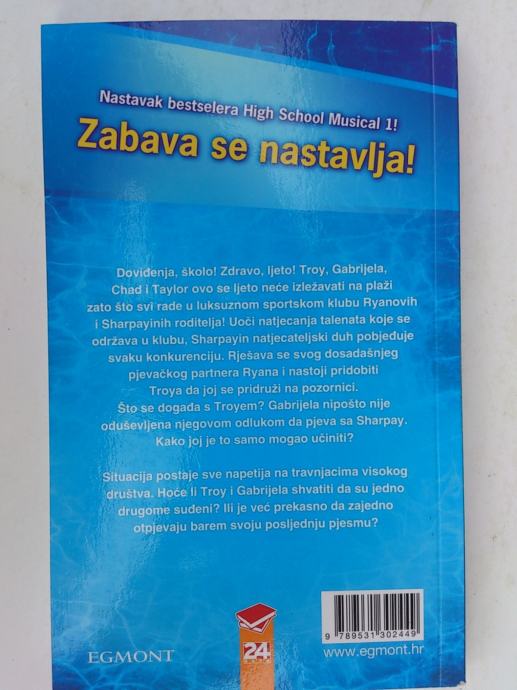 Nastavak bestselera High School Musical 1!
Zabava se nastavlja!
Doviđenja, školo! Zdravo, ljeto! Troy, Gabrijela,
Chad i Taylor ovo se ljeto neće izležavati na plaži
zato što svi rade u luksuznom sportskom klubu Ryanovih
i Sharpayinih roditelja! Uoči natjecanja talenata koje se
održava u klubu, Sharpayin natjecateljski duh pobjeđuje
svaku konkurenciju. Rješava se svog dosadašnjeg
pjevačkog partnera Ryana i nastoji pridobiti
Troya da joj se pridruži na pozornici.
Što se događa s Troyem? Gabrijela nipošto nije
oduševljena njegovom odlukom da pjeva sa Sharpay.
Kako joj je to samo mogao učiniti?
Situacija postaje sve napetija na travnjacima visokog
društva. Hoće li Troy i Gabrijela shvatiti da su jedno
drugome suđeni? Ili je već prekasno da zajedno
otpjevaju barem svoju posljednju pjesmu?
9 789531 302449
EGMONT
24
www.egmont.hr